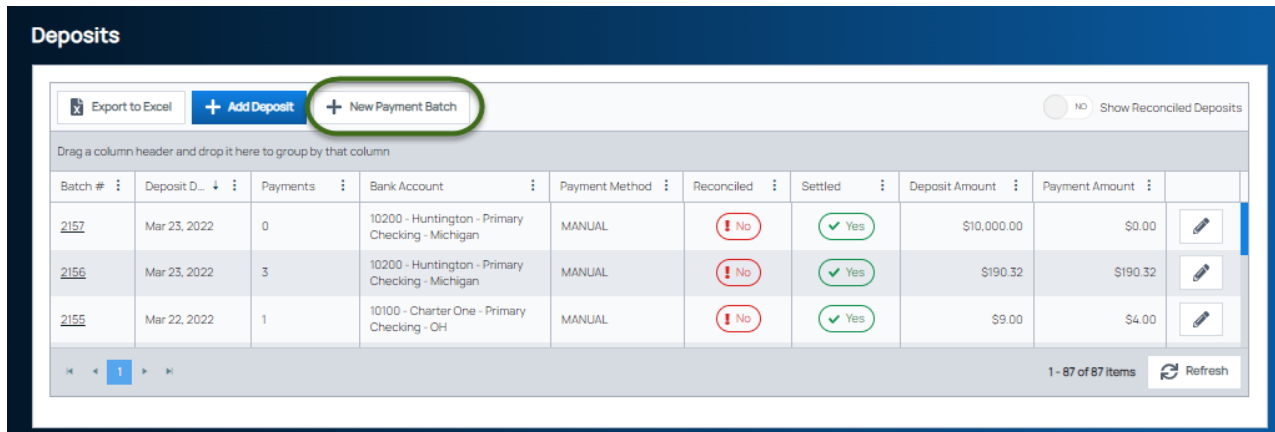 Deposits
Export to Excel + Add Deposit + New Payment Batch NO Show Reconciled Deposits
Drag a column header and drop it here to group by that column
Batch # Deposit D... ↓ Payments Bank Account Payment Method Reconciled Settled Deposit Amount Payment Amount
2157 Mar 23, 2022 0 10200 - Huntington - Primary MANUAL ! No ✔ Yes $10,000.00 $0.00
Checking - Michigan
2156 Mar 23, 2022 3 10200 - Huntington - Primary MANUAL ! No ✔ Yes $190.32 $190.32
Checking - Michigan
2155 Mar 22, 2022 1 10100 - Charter One - Primary MANUAL ! No ✔ Yes $9.00 $4.00
Checking - OH
1 1 - 87 of 87 items Refresh